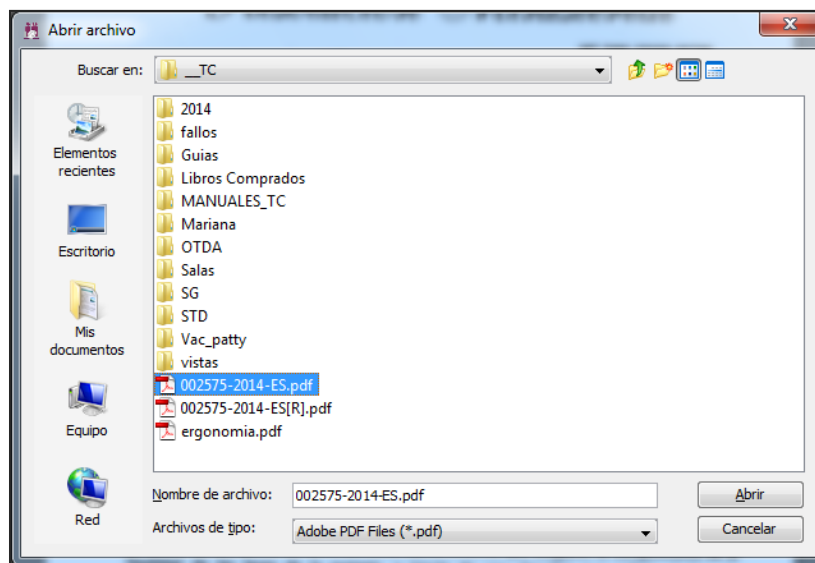 Abrir archivo
Buscar en: __TC
2014
fallos
Guias
Libros Comprados
MANUALES_TC
Mariana
OTDA
Salas
SG
STD
Vac_patty
vistas
002575-2014-ES.pdf
002575-2014-ES[R].pdf
ergonomia.pdf
Elementos
recientes
Escritorio
Mis
documentos
Equipo
Red
Nombre de archivo: 002575-2014-ES.pdf Abrir
Archivos de tipo: Adobe PDF Files (*.pdf) Cancelar